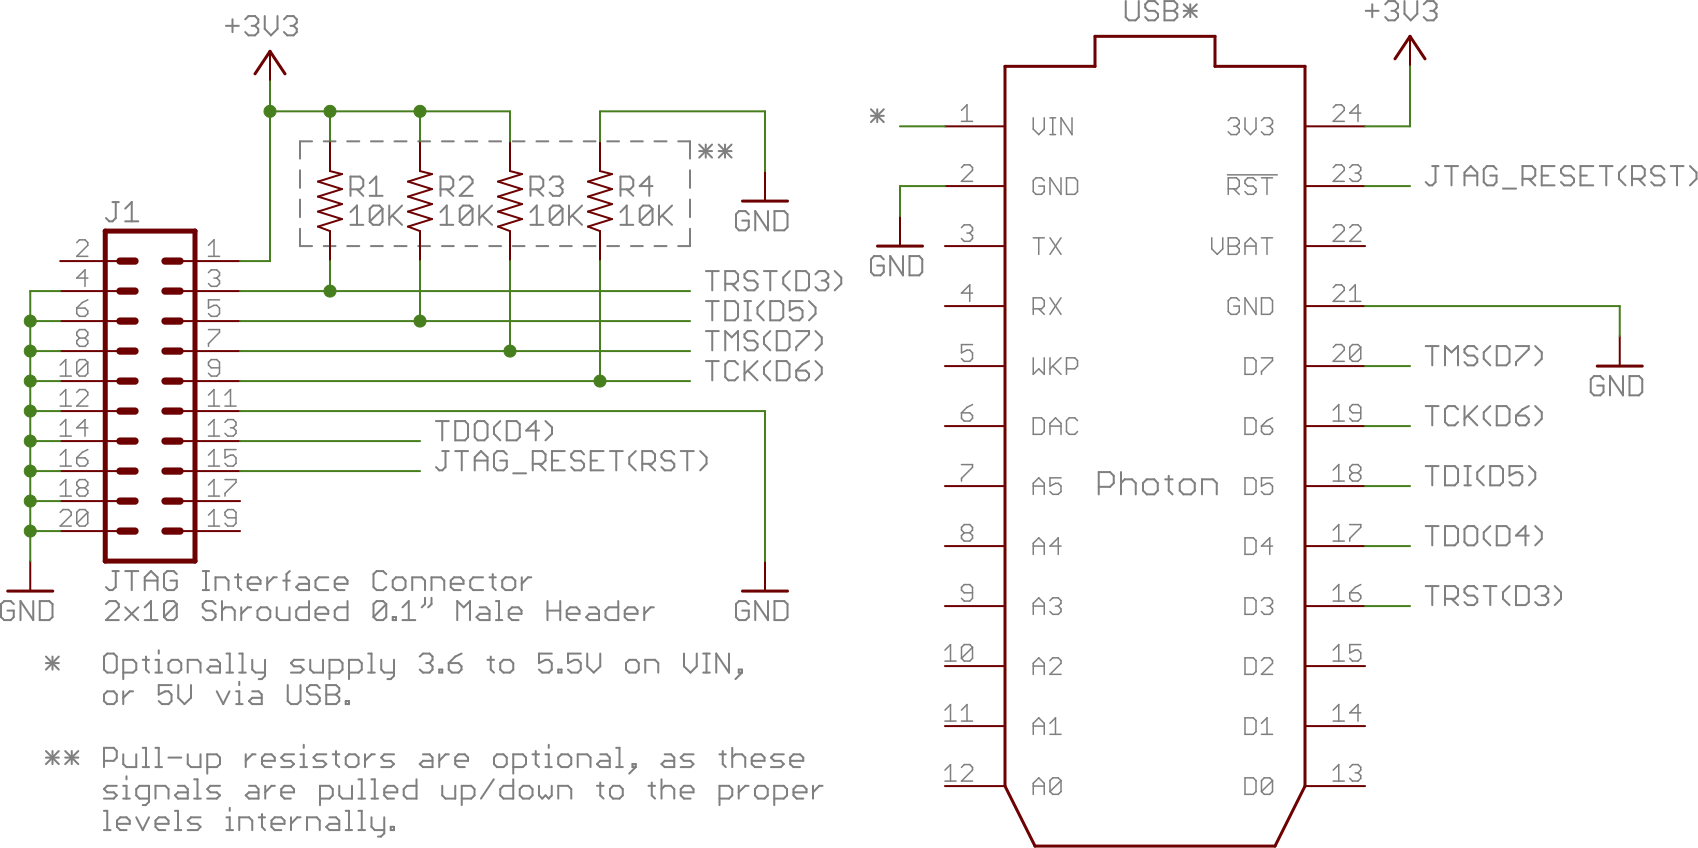 +3V3
**
R1
10K
R2
10K
R3
10K
R4
10K
GND
J1
2 1
4 3
6 5
8 7
10 9
12 11
14 13
16 15
18 17
20 19
TRST(D3)
TDI(D5)
TMS(D7)
TCK(D6)
TDO(D4)
JTAG_RESET(RST)
GND
GND
JTAG Interface Connector
2x10 Shrouded 0.1" Male Header
* Optionally supply 3.6 to 5.5V on VIN,
or 5V via USB.
** Pull-up resistors are optional, as these
signals are pulled up/down to the proper
levels internally.
USB*
+3V3
* 1 VIN 3V3 24
2 GND RST 23 JTAG_RESET(RST)
3 TX VBAT 22
GND
4 RX GND 21
5 WKP D7 20 TMS(D7)
GND
6 DAC D6 19 TCK(D6)
7 A5 Photon D5 18 TDI(D5)
8 A4 D4 17 TDO(D4)
9 A3 D3 16 TRST(D3)
10 A2 D2 15
11 A1 D1 14
12 A0 D0 13